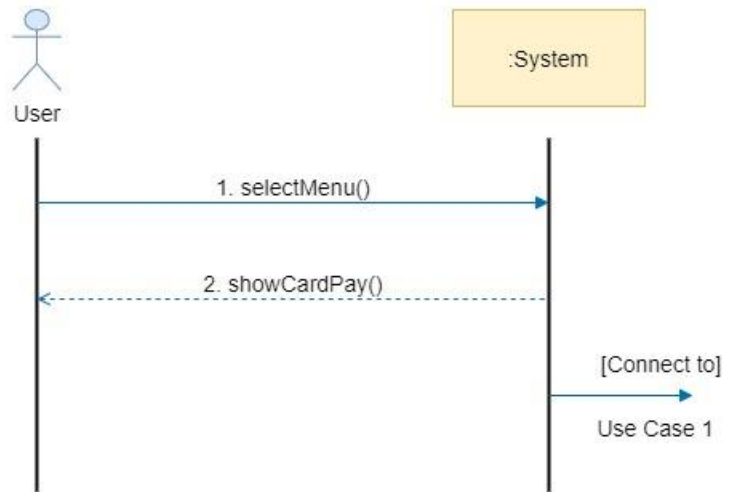 :System
User
1. selectMenu()
2. showCardPay()
[Connect to]
Use Case 1